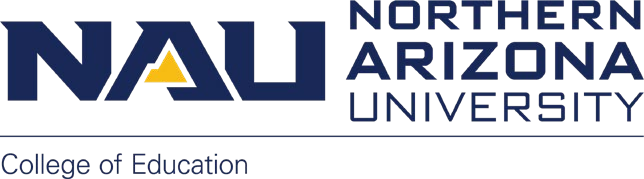 NAU
NORTHERN
ARIZONA
UNIVERSITY
College of Education